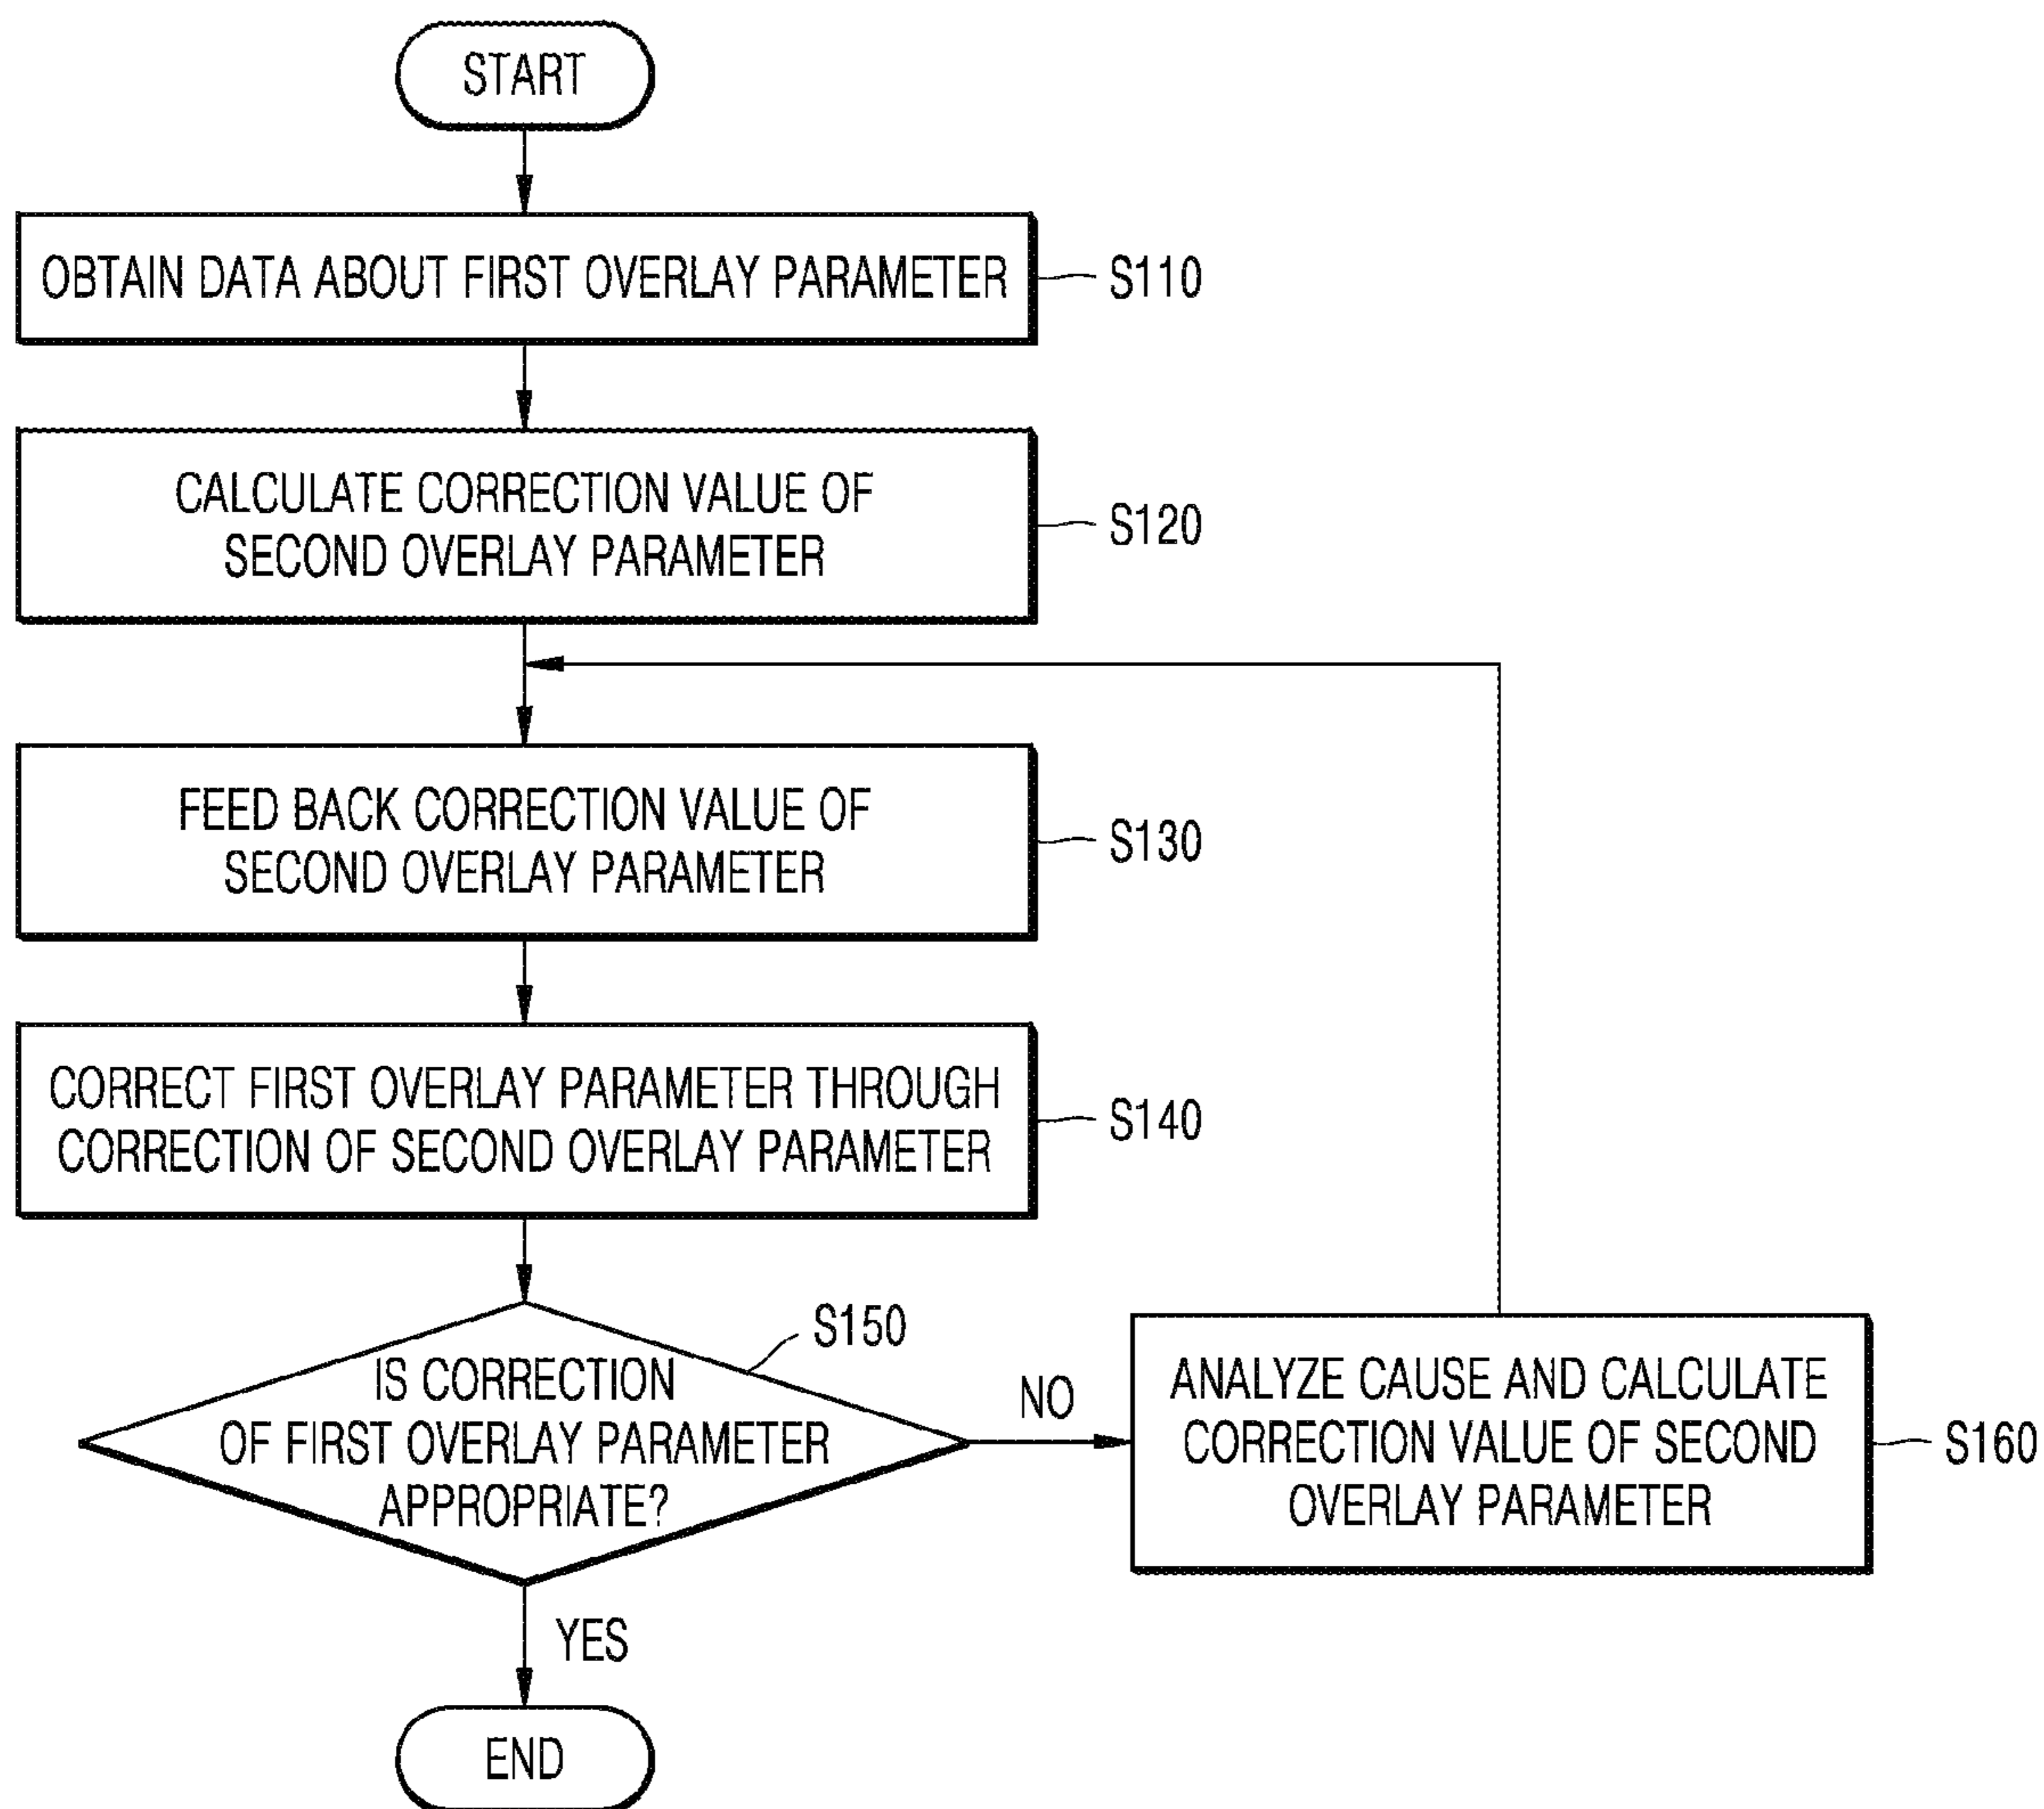 START
OBTAIN DATA ABOUT FIRST OVERLAY PARAMETER
S110
CALCULATE CORRECTION VALUE OF
SECOND OVERLAY PARAMETER
S120
FEED BACK CORRECTION VALUE OF
SECOND OVERLAY PARAMETER
S130
CORRECT FIRST OVERLAY PARAMETER THROUGH
CORRECTION OF SECOND OVERLAY PARAMETER
S140
S150
IS CORRECTION
OF FIRST OVERLAY PARAMETER
APPROPRIATE?
NO
ANALYZE CAUSE AND CALCULATE
CORRECTION VALUE OF SECOND
OVERLAY PARAMETER
S160
YES
END